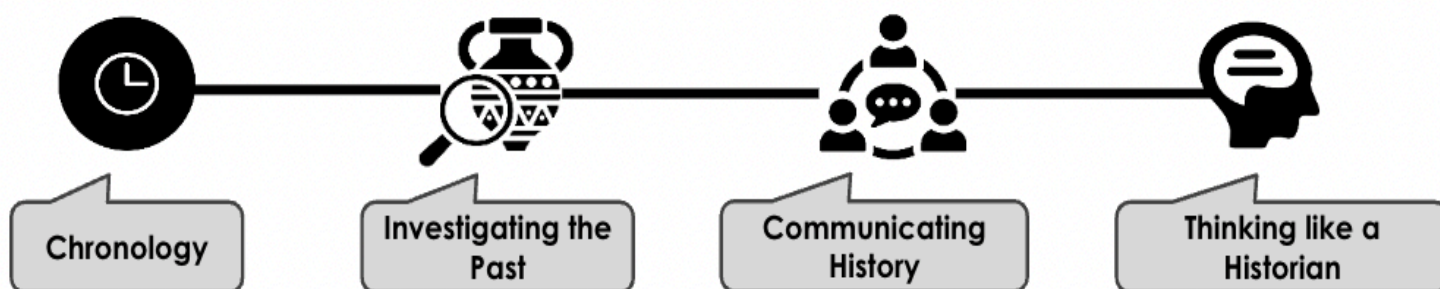 Chronology
Investigating the
Past
Communicating
History
Thinking like a
Historian